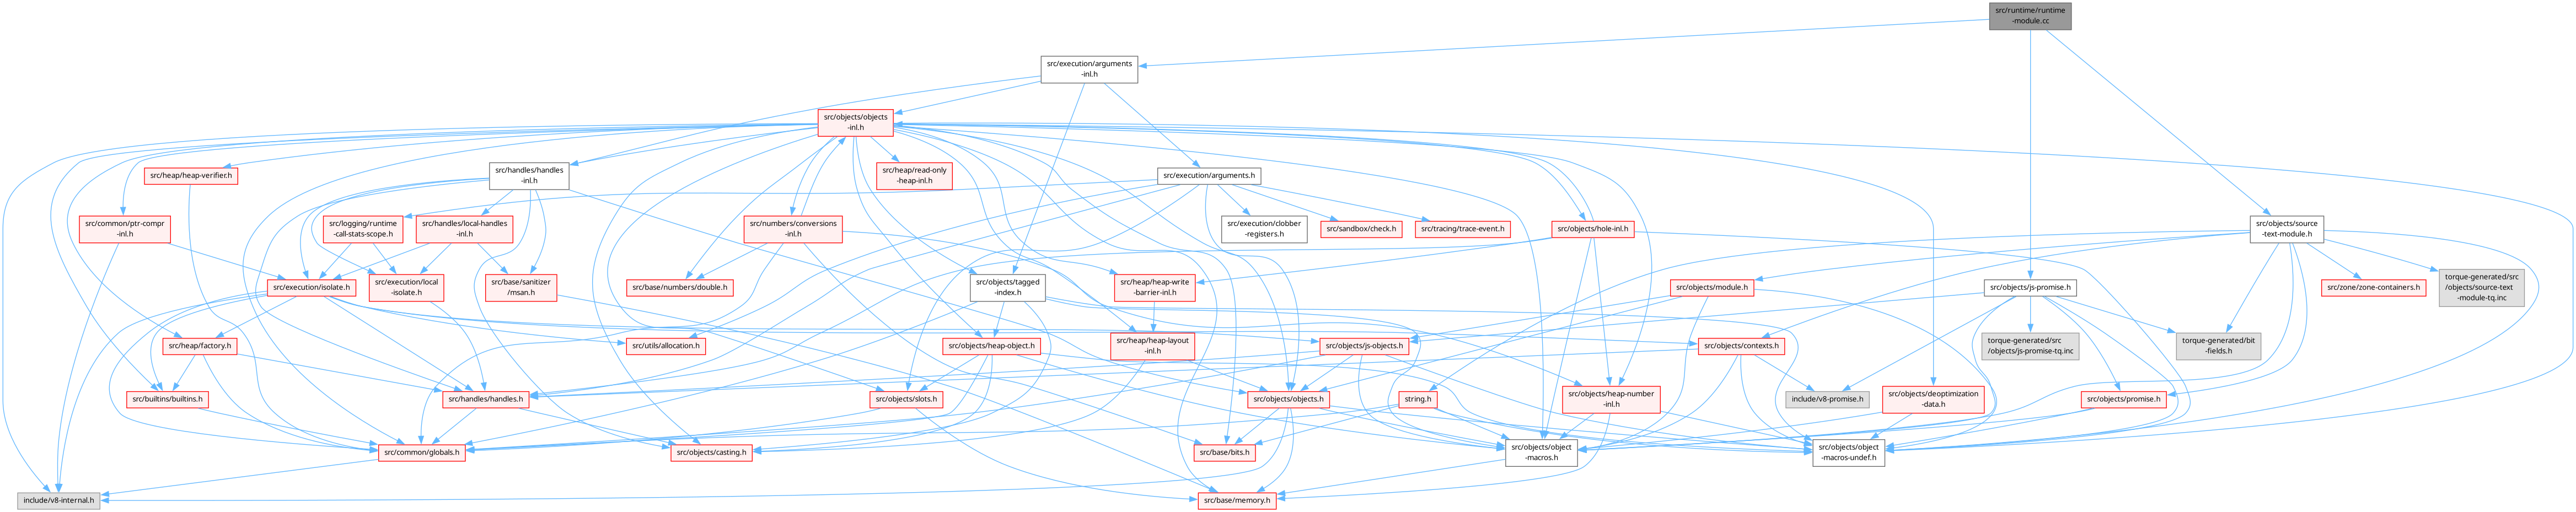 src/runtime/runtime
-module.cc
src/execution/arguments
-inl.h
src/objects/objects
-inl.h
src/heap/heap-verifier.h
src/handles/handles
-inl.h
src/heap/read-only
-heap-inl.h
src/execution/arguments.h
src/common/ptr-compr
-inl.h
src/logging/runtime
-call-stats-scope.h
src/handles/local-handles
-inl.h
src/numbers/conversions
-inl.h
src/execution/clobber
-registers.h
src/sandbox/check.h
src/tracing/trace-event.h
src/objects/hole-inl.h
src/objects/source
-text-module.h
src/execution/isolate.h
src/execution/local
-isolate.h
src/base/sanitizer
/msan.h
src/base/numbers/double.h
src/objects/tagged
-index.h
src/heap/heap-write
-barrier-inl.h
src/objects/module.h
src/objects/js-promise.h
src/zone/zone-containers.h
torque-generated/src
/objects/source-text
-module-tq.inc
src/heap/factory.h
src/utils/allocation.h
src/objects/heap-object.h
src/heap/heap-layout
-inl.h
src/objects/js-objects.h
src/objects/contexts.h
torque-generated/src
/objects/js-promise-tq.inc
torque-generated/bit
-fields.h
src/builtins/builtins.h
src/handles/handles.h
src/objects/slots.h
src/objects/objects.h
string.h
src/objects/heap-number
-inl.h
include/v8-promise.h
src/objects/deoptimization
-data.h
src/objects/promise.h
src/common/globals.h
src/objects/casting.h
src/base/bits.h
src/objects/object
-macros.h
src/objects/object
-macros-undef.h
include/v8-internal.h
src/base/memory.h